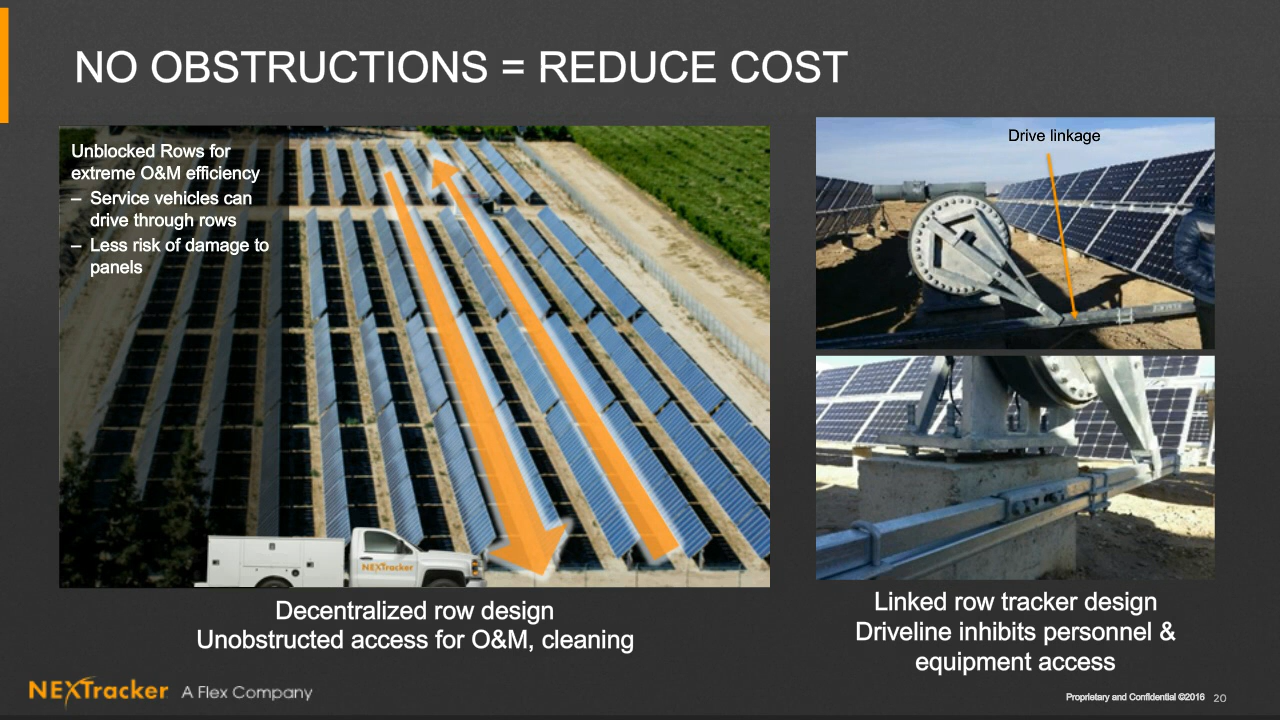 NO OBSTRUCTIONS = REDUCE COST
Unblocked Rows for
extreme O&M efficiency
– Service vehicles can
drive through rows
– Less risk of damage to
panels
Drive linkage
NEXTracker
Decentralized row design
Unobstructed access for O&M, cleaning
Linked row tracker design
Driveline inhibits personnel &
equipment access
NEXTracker A Flex Company
Proprietary and Confidential ©2016 20